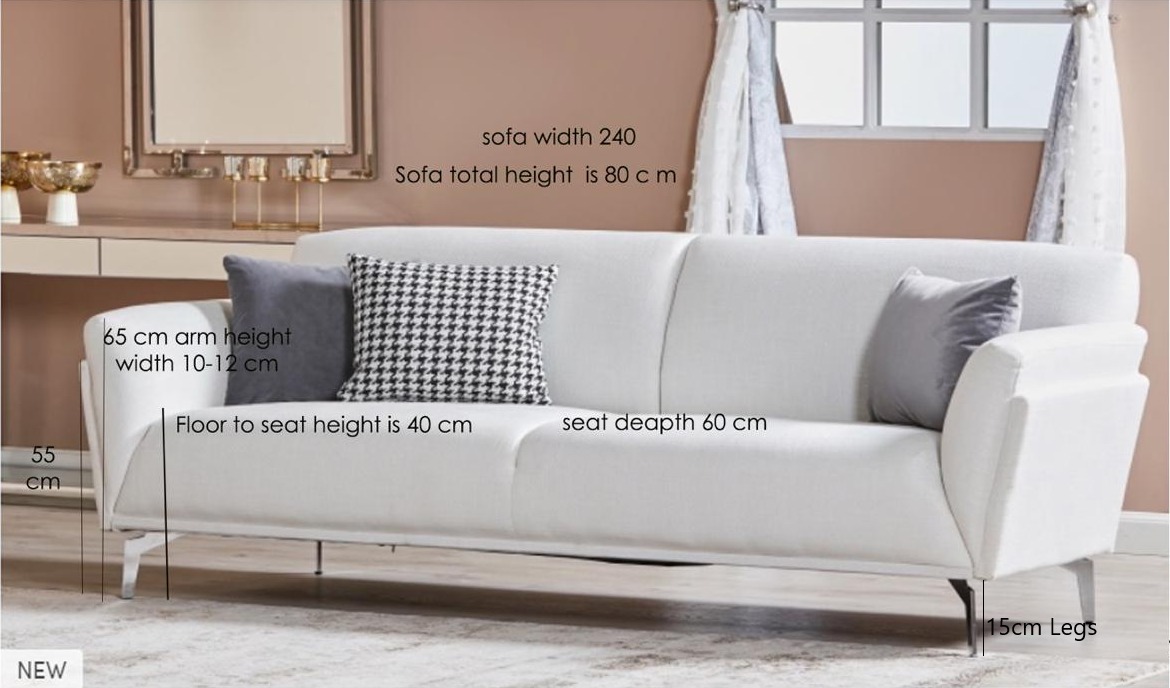 sofa width 240
Sofa total height is 80 c m
65 cm arm height
width 10-12 cm
Floor to seat height is 40 cm
seat deapth 60 cm
55
cm
15cm Legs
NEW